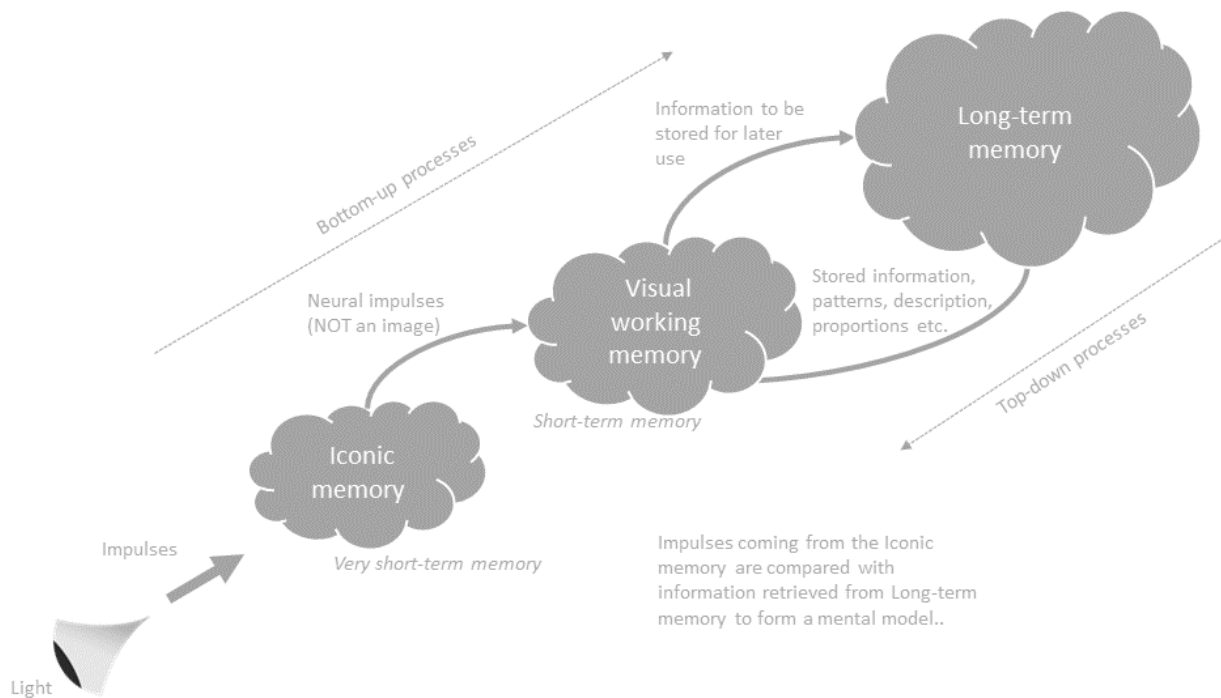 Bottom-up processes
Information to be
stored for later
use
Long-term
memory
Neural impulses
(NOT an image)
Visual
working
memory
Stored information,
patterns, description,
proportions etc.
Top-down processes
Short-term memory
Iconic
memory
Very short-term memory
Impulses
Impulses coming from the Iconic
memory are compared with
information retrieved from Long-term
memory to form a mental model..
Light